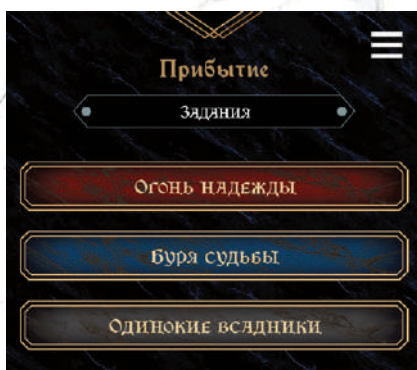 Прибытие
Задания
Огонь надежды
Буря судьбы
Одинокие всадники